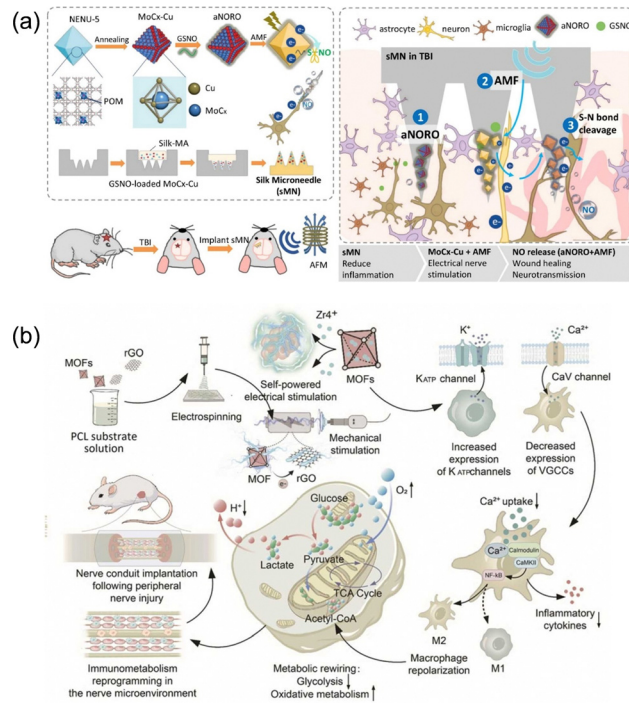 (a)
NENU-5
MoCx-Cu
aNORO
Annealing
GSNO
AMF
e-
S
NO
POM
Cu
MoCx
NO
Silk-MA
GSNO-loaded MoCx-Cu
Silk Microneedle
(sMN)
TBI
Implant sMN
AFM
astrocyte
neuron
microglia
aNORO
GSNO
sMN in TBI
2 AMF
1
aNORO
3
S-N bond
cleavage
e-
NO
sMN
Reduce
inflammation
MoCx-Cu + AMF
Electrical nerve
stimulation
NO release (aNORO+AMF)
Wound healing
Neurotransmission
(b)
MOFs
rGO
PCL substrate
solution
Electrospinning
Zr4+
MOFs
Self-powered
electrical stimulation
Mechanical
stimulation
MOF
rGO
K+
KATP channel
Increased
expression
of K ATP channels
Ca²⁺
CaV channel
Decreased
expression
of VGCCs
Ca²⁺ uptake
Ca²⁺
Calmodulin
CaMKII
NF-kB
Inflammatory
cytokines
M2
M1
Macrophage
repolarization
H⁺
O₂
Glucose
Lactate
Pyruvate
TCA Cycle
Acetyl-CoA
Metabolic rewiring:
Glycolysis
Oxidative metabolism
Nerve conduit implantation
following peripheral
nerve injury
Immunometabolism
reprogramming in
the nerve microenvironment